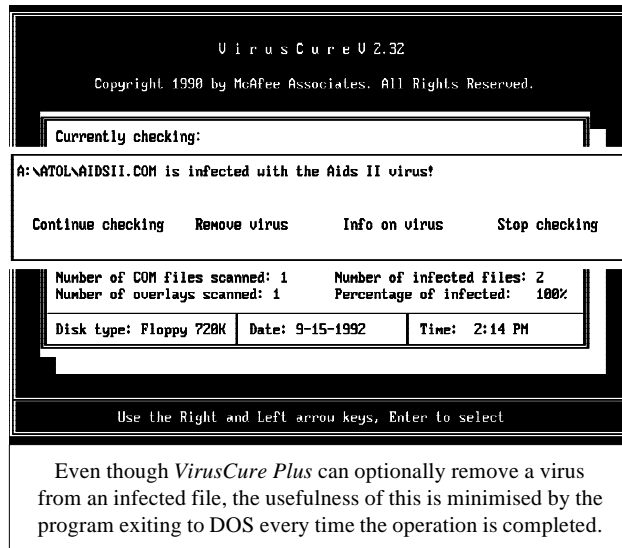 V i r u s C u r e V 2.32
Copyright 1990 by McAfee Associates. All Rights Reserved.
Currently checking:
A:\ATOL\AIDSII.COM is infected with the Aids II virus!
Continue checking Remove virus Info on virus Stop checking
Number of COM files scanned: 1 Number of infected files: 2
Number of overlays scanned: 1 Percentage of infected: 100%
Disk type: Floppy 720K Date: 9-15-1992 Time: 2:14 PM
Use the Right and Left arrow keys, Enter to select
Even though VirusCure Plus can optionally remove a virus
from an infected file, the usefulness of this is minimised by the
program exiting to DOS every time the operation is completed.